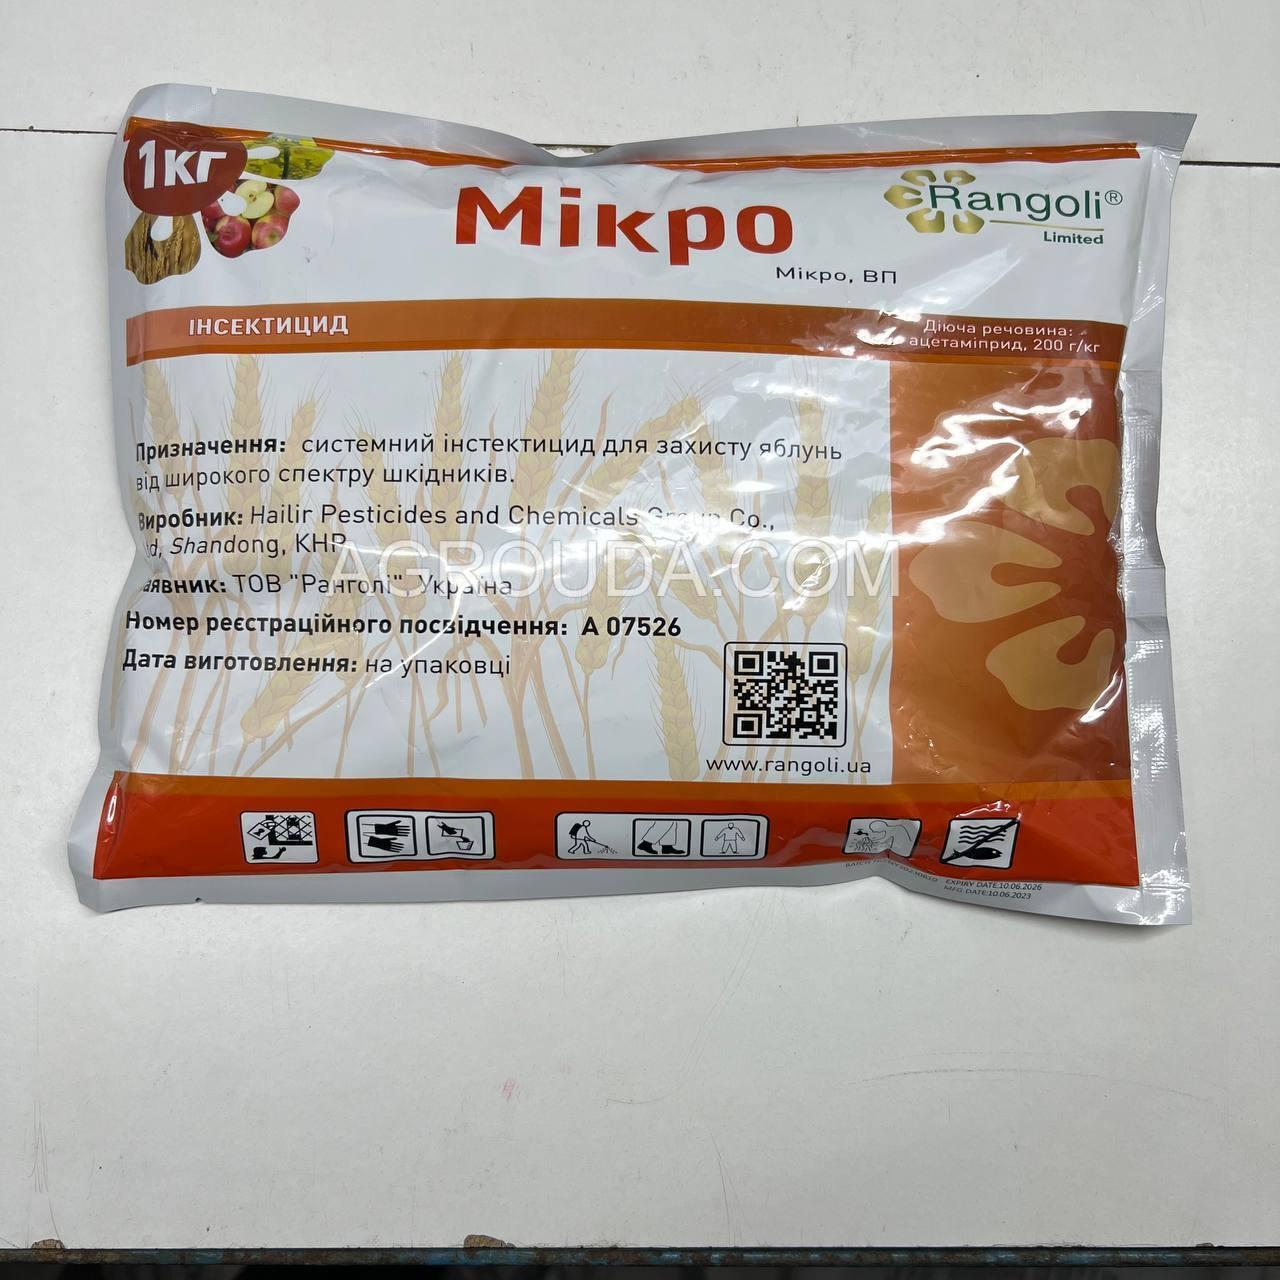 1кг
Мікро
Rangoli®
Limited
Мікро, ВП
ІНСЕКТИЦИД
Діюча речовина:
ацетаміприд, 200 г/кг
Призначення: системний інстектицид для захисту яблунь
від широкого спектру шкідників.
Виробник: Hailir Pesticides and Chemicals Group Co.,
Shandong, КНР
AGROUDA.COM
ТОВ "Ранголі", Україна
Номер реєстраційного посвідчення: А 07526
Дата виготовлення: на упаковці
www.rangoli.ua
EXPIRY DATE:10.06.2026
MFG DATE:10.06.2023